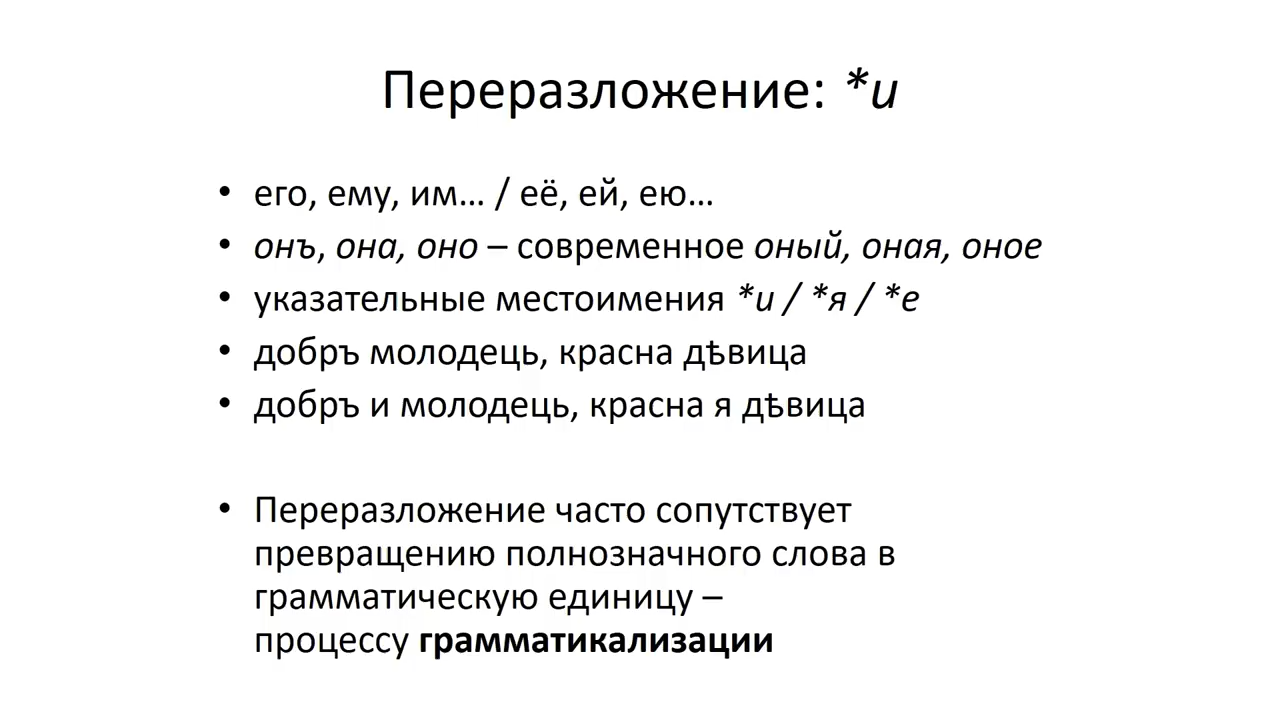 Переразложение: *и
• его, ему, им… / её, ей, ею…
• онъ, она, оно – современное оный, оная, оное
• указательные местоимения *и / *я / *е
• добръ молодець, красна дѣвица
• добръ и молодець, красна я дѣвица
• Переразложение часто сопутствует
превращению полнозначного слова в
грамматическую единицу –
процессу грамматикализации